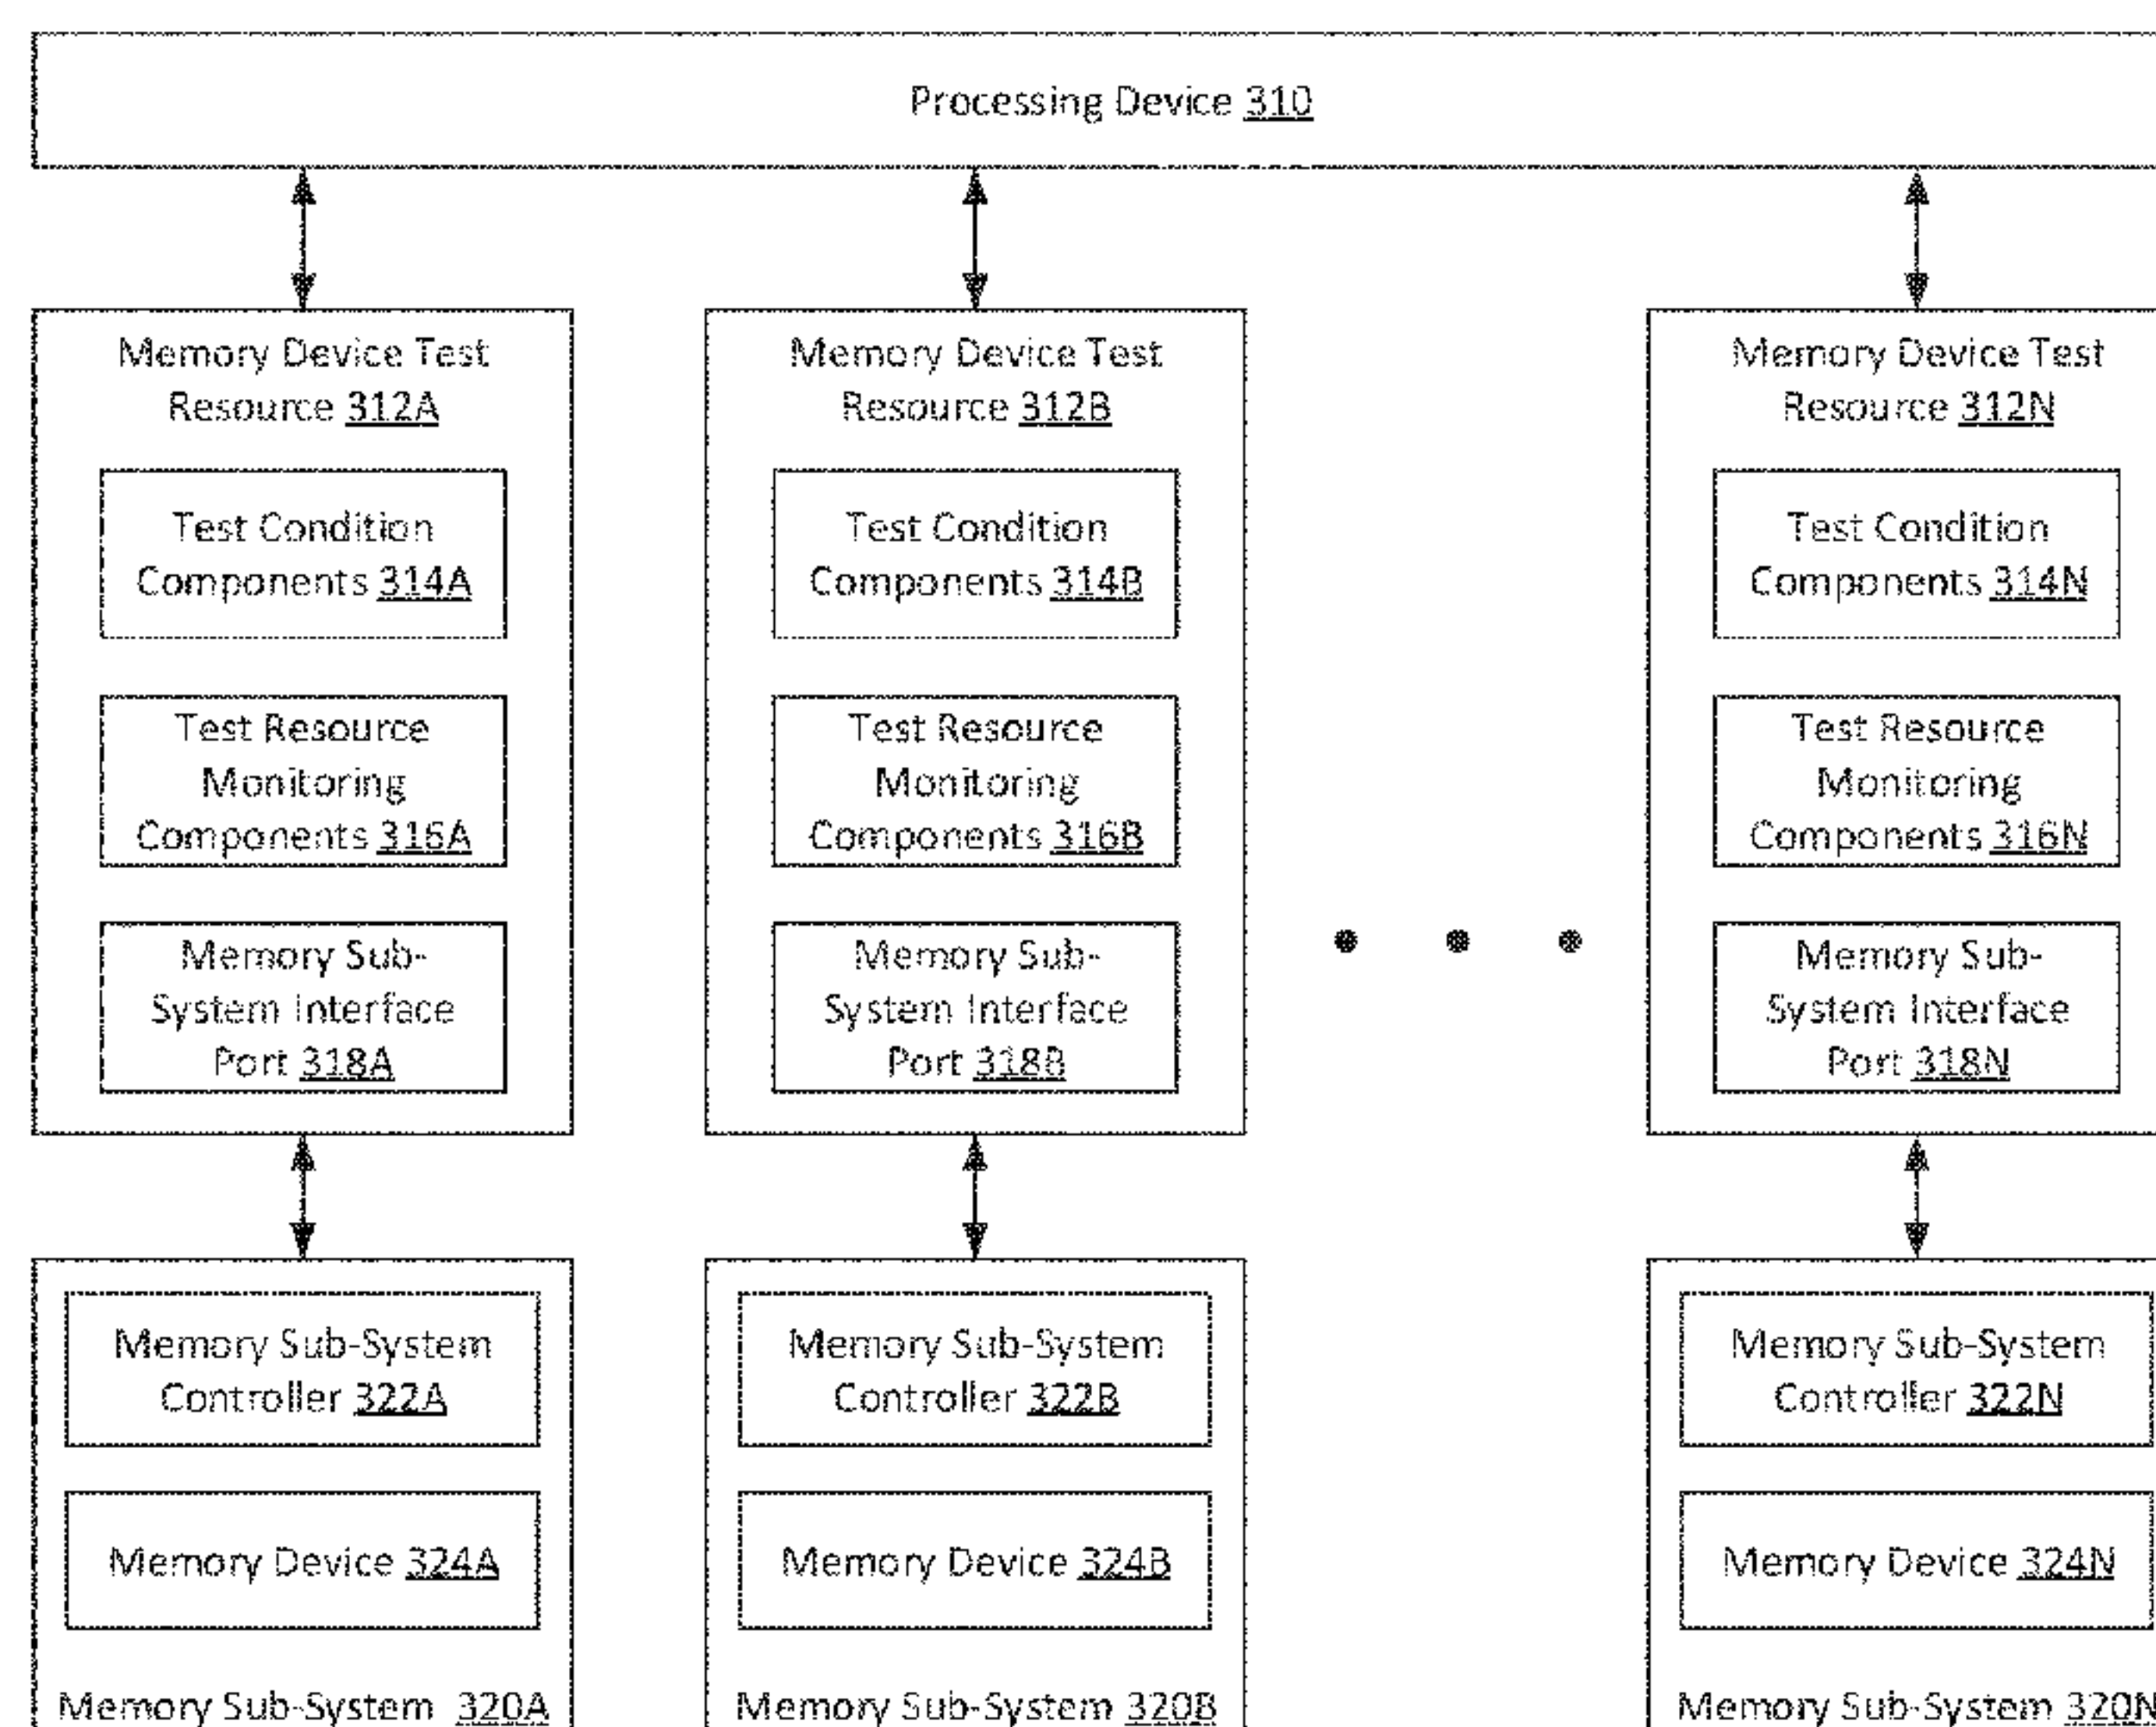 Processing Device 310
Memory Device Test
Resource 312A
Test Condition
Components 314A
Test Resource
Monitoring
Components 316A
Memory Sub-
System Interface
Port 318A
Memory Device Test
Resource 312B
Test Condition
Components 314B
Test Resource
Monitoring
Components 316B
Memory Sub-
System Interface
Port 318B
Memory Device Test
Resource 312N
Test Condition
Components 314N
Test Resource
Monitoring
Components 316N
Memory Sub-
System Interface
Port 318N
Memory Sub-System
Controller 322A
Memory Device 324A
Memory Sub-System 320A
Memory Sub-System
Controller 322B
Memory Device 324B
Memory Sub-System 320B
Memory Sub-System
Controller 322N
Memory Device 324N
Memory Sub-System 320N